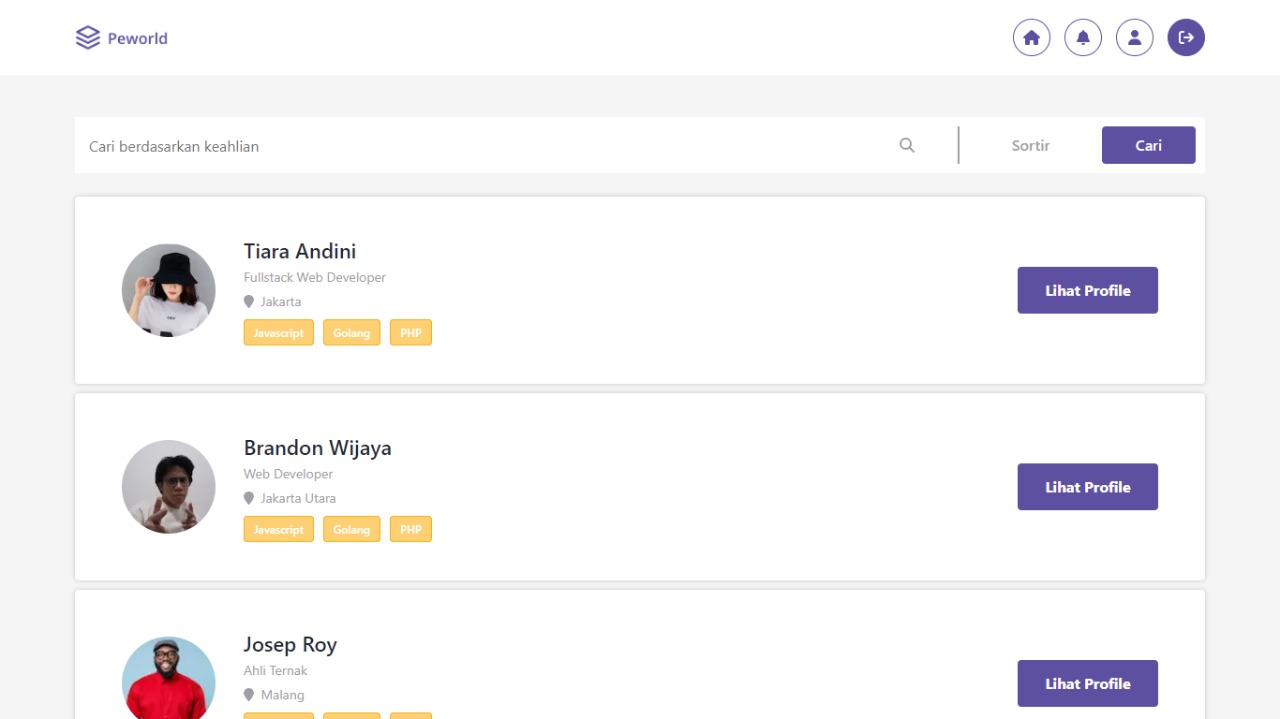 Peworld
Cari berdasarkan keahlian
Sortir
Cari
Tiara Andini
Fullstack Web Developer
Jakarta
Javascript Golang PHP
Lihat Profile
Brandon Wijaya
Web Developer
Jakarta Utara
Javascript Golang PHP
Lihat Profile
Josep Roy
Ahli Ternak
Malang
Lihat Profile